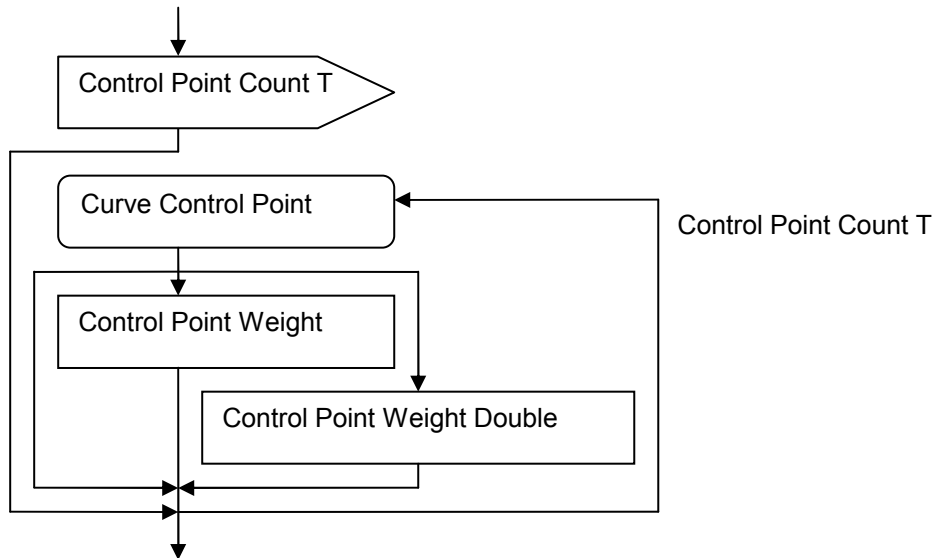 Control Point Count T
Curve Control Point
Control Point Count T
Control Point Weight
Control Point Weight Double